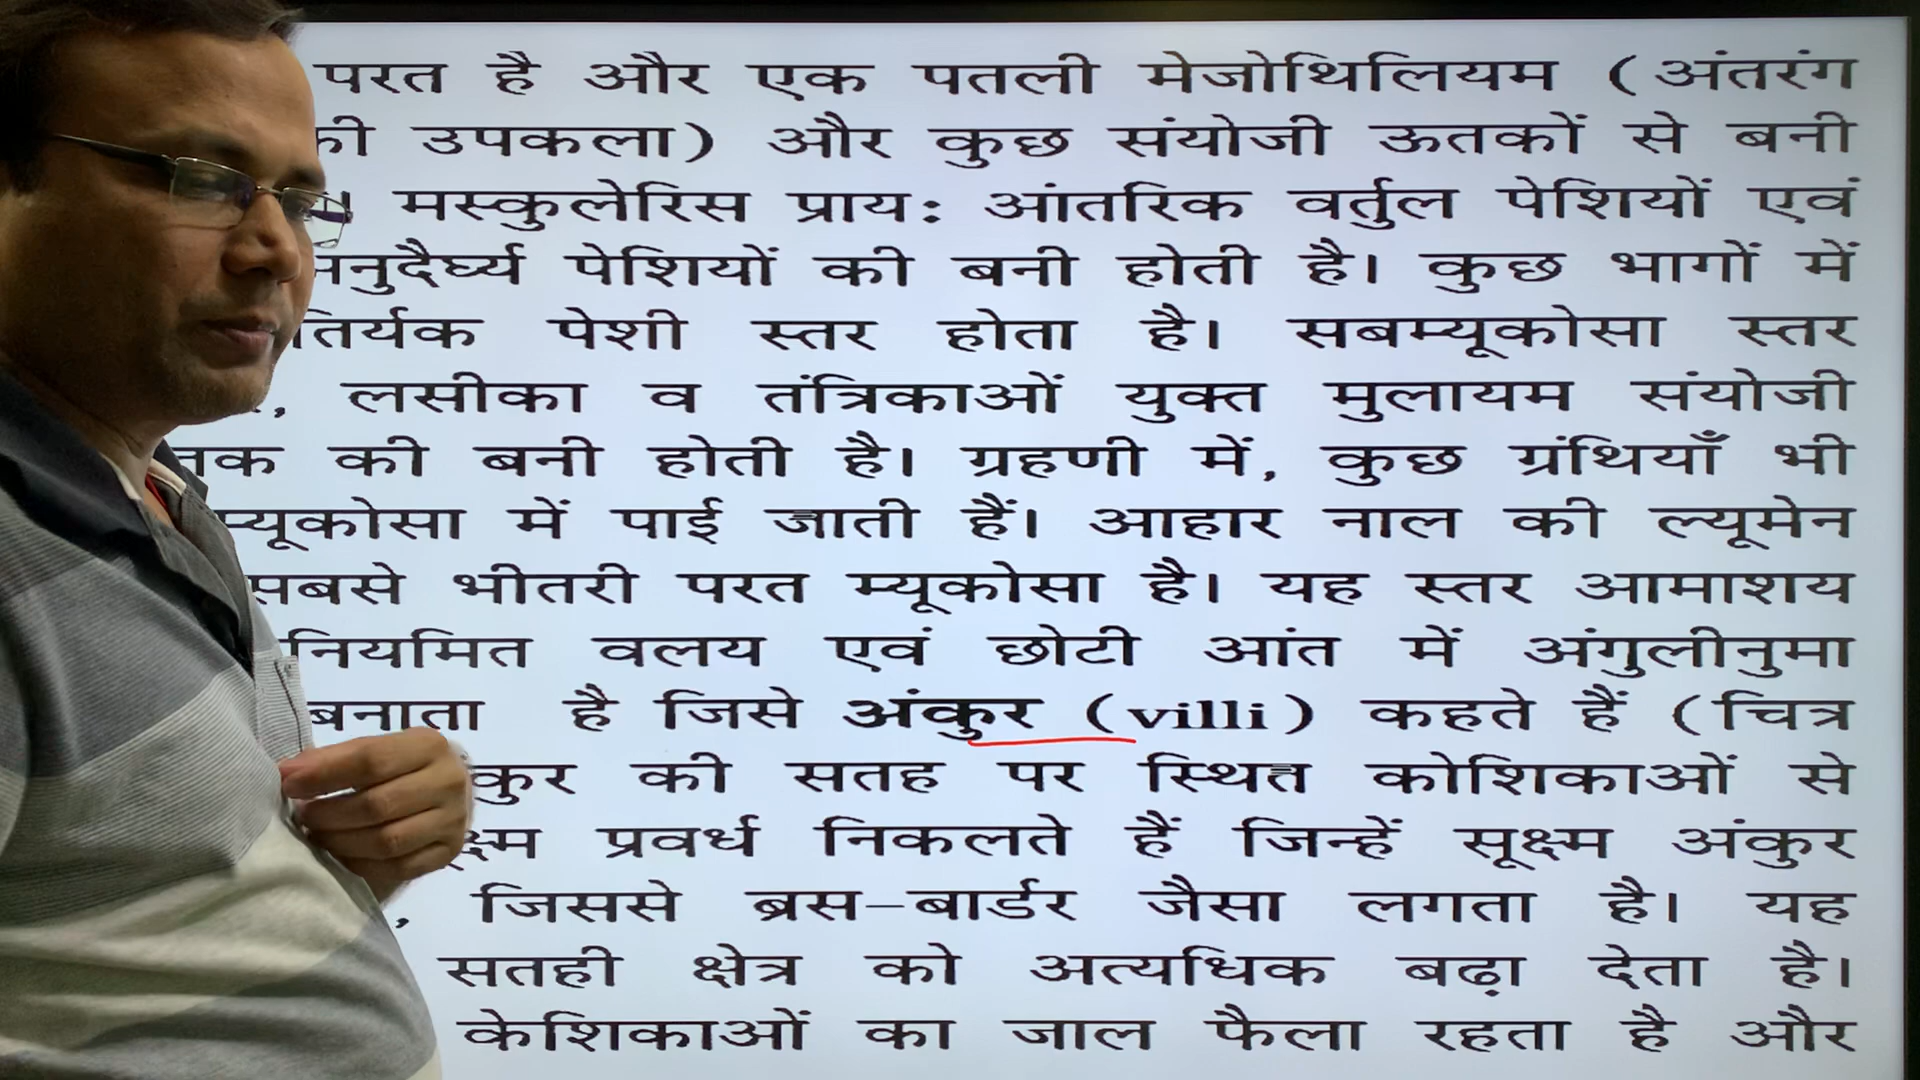 परत है और एक पतली मेजोथिलियम (अंतरंग
उपकला) और कुछ संयोजी ऊतकों से बनी
मस्कुलेरिस प्राय: आंतरिक वर्तुल पेशियों एवं
पेशियों की बनी होती है। कुछ भागों में
तिर्यक पेशी स्तर होता है। सबम्यूकोसा स्तर
, लसीका व तंत्रिकाओं युक्त मुलायम संयोजी
की बनी होती है। ग्रहणी में, कुछ ग्रंथियाँ भी
में पाई जाती हैं। आहार नाल की ल्यूमेन
सबसे भीतरी परत म्यूकोसा है। यह स्तर आमाशय
नियमित वलय एवं छोटी आंत में अंगुलीनुमा
बनाता है जिसे अंकुर (villi) कहते हैं (चित्र
की सतह पर स्थित कोशिकाओं से
प्रवर्ध निकलते हैं जिन्हें सूक्ष्म अंकुर
, जिससे ब्रस-बार्डर जैसा लगता है। यह
सतही क्षेत्र को अत्यधिक बढ़ा देता है।
केशिकाओं का जाल फैला रहता है और